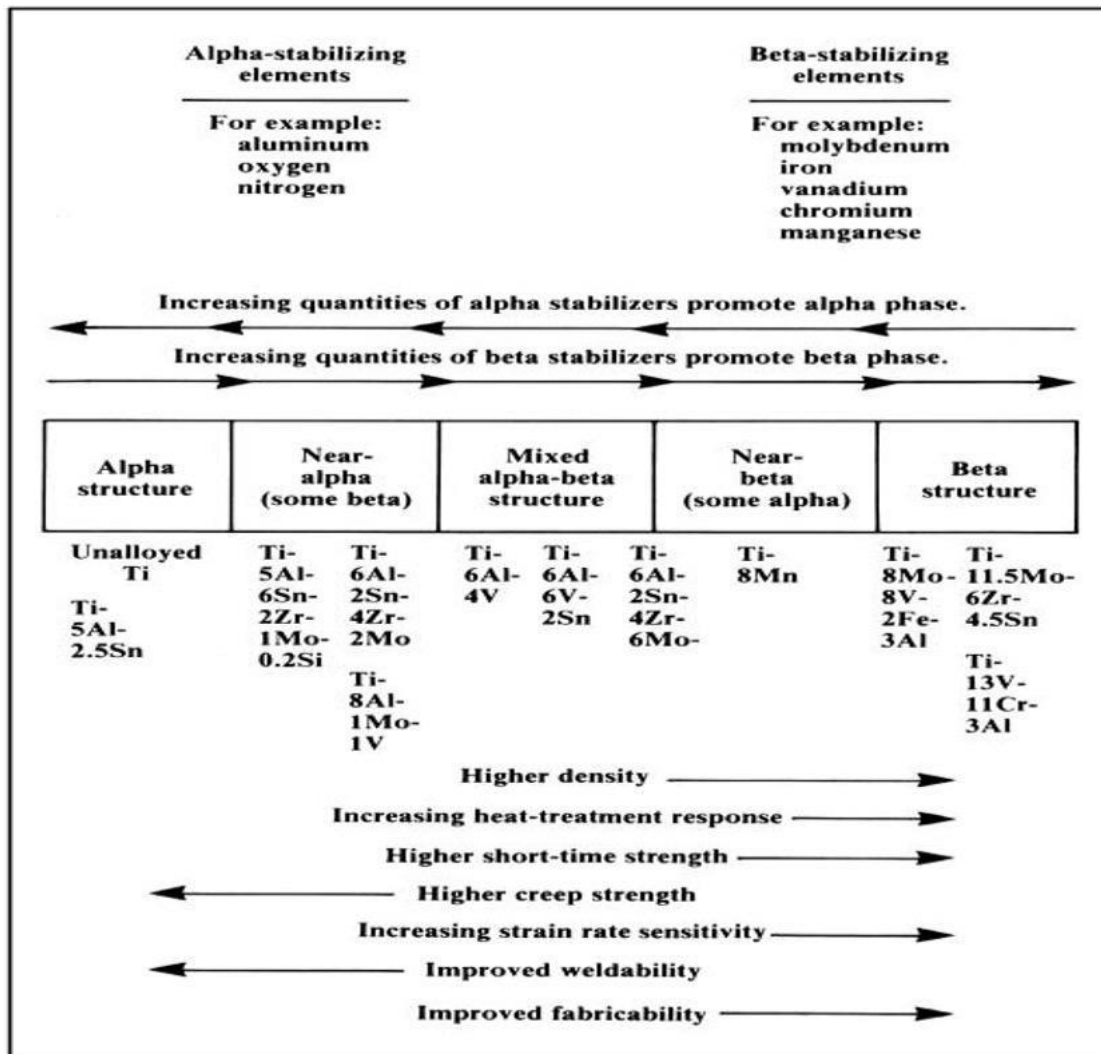 Alpha-stabilizing
elements
For example:
aluminum
oxygen
nitrogen
Beta-stabilizing
elements
For example:
molybdenum
iron
vanadium
chromium
manganese
Increasing quantities of alpha stabilizers promote alpha phase.
Increasing quantities of beta stabilizers promote beta phase.
Alpha
structure
Near-
alpha
(some beta)
Mixed
alpha-beta
structure
Near-
beta
(some alpha)
Beta
structure
Unalloyed
Ti
Ti-
5Al-
2.5Sn
Ti-
5Al-
6Sn-
2Zr-
1Mo-
0.2Si
Ti-
6Al-
2Sn-
4Zr-
2Mo
Ti-
8Al-
1Mo-
1V
Ti-
6Al-
4V
Ti-
6Al-
6V-
2Sn
Ti-
6Al-
2Sn-
4Zr-
6Mo-
Ti-
8Mn
Ti-
8Mo-
8V-
2Fe-
3Al
Ti-
11.5Mo-
6Zr-
4.5Sn
Ti-
13V-
11Cr-
3Al
Higher density
Increasing heat-treatment response
Higher short-time strength
Higher creep strength
Increasing strain rate sensitivity
Improved weldability
Improved fabricability